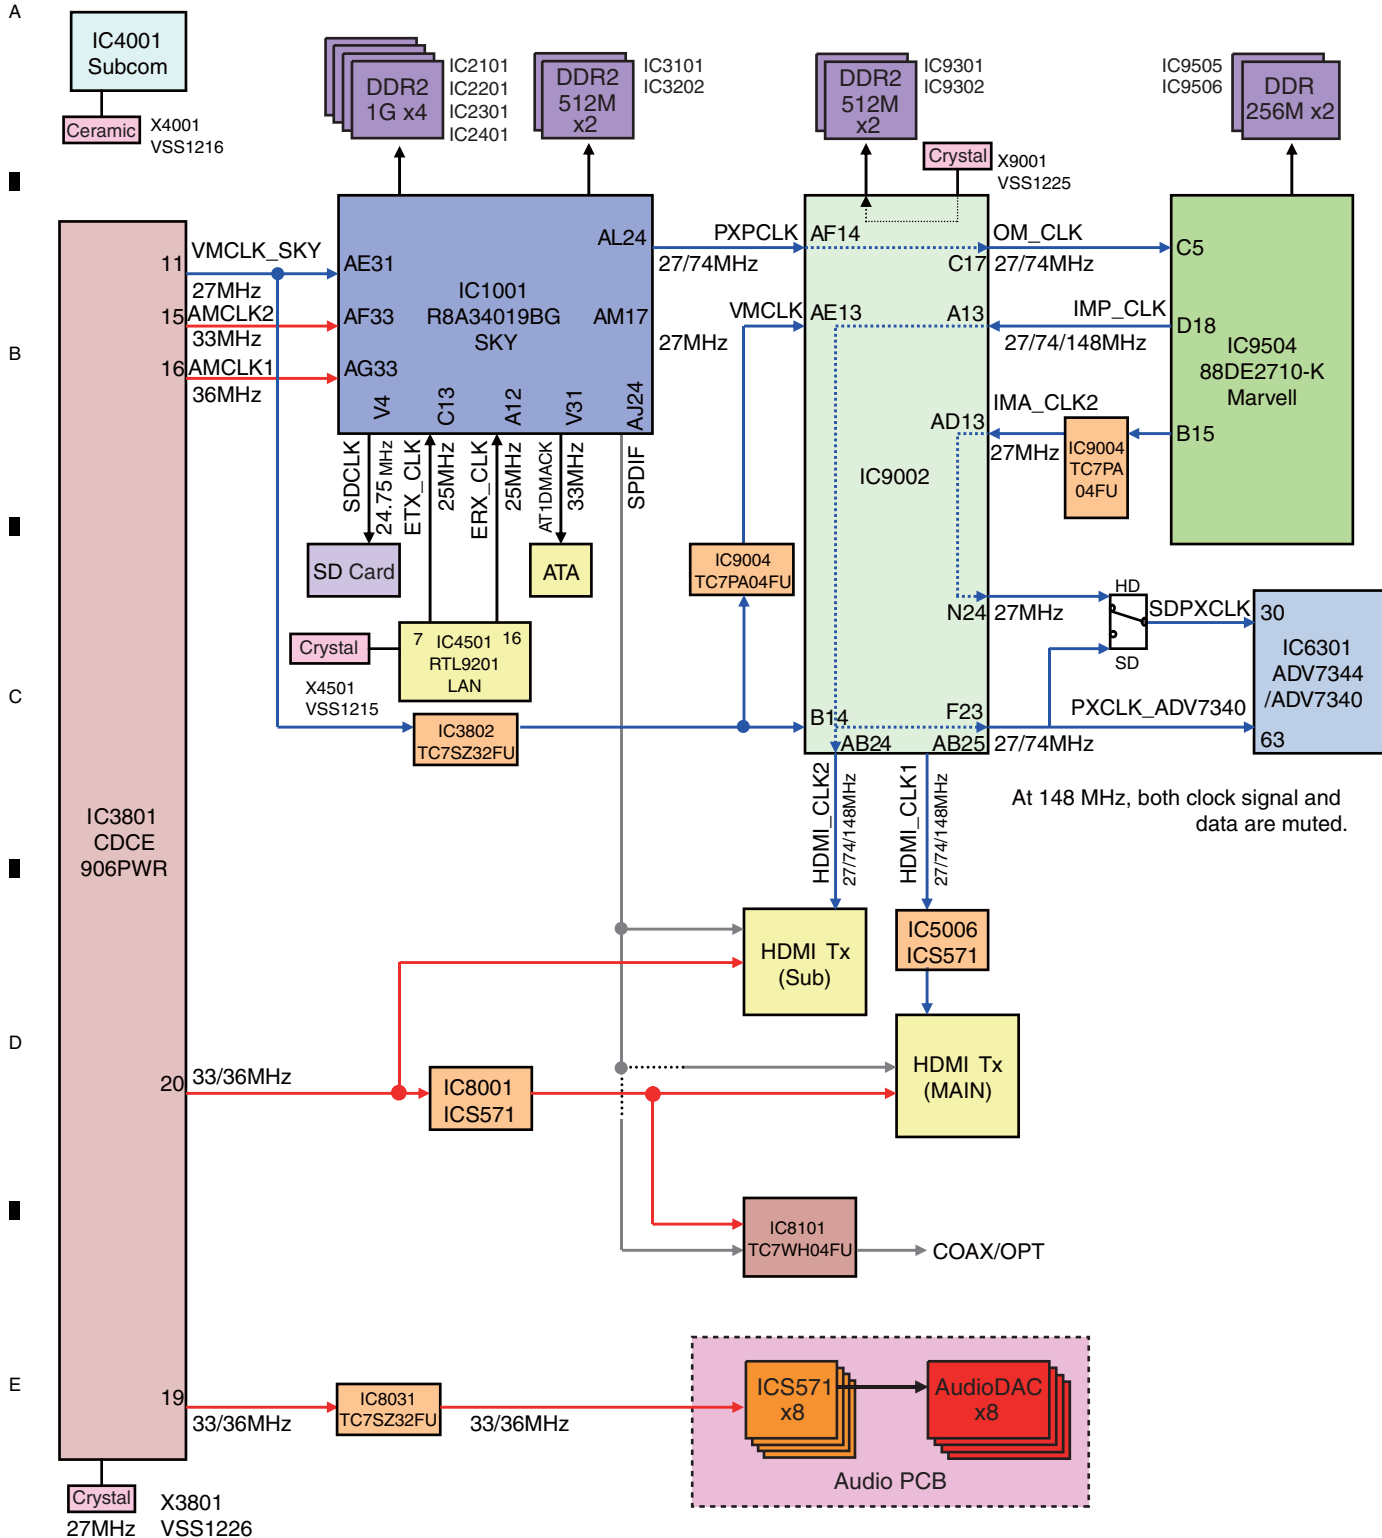 A
IC4001
Subcom
Ceramic
X4001
VSS1216
DDR2
1G x4
IC2101
IC2201
IC2301
IC2401
DDR2
512M
x2
IC3101
IC3202
DDR2
512M
x2
IC9301
IC9302
IC9505
IC9506
DDR
256M x2
Crystal
X9001
VSS1225
B
11
VMCLK_SKY
27MHz
15
AMCLK2
33MHz
16
AMCLK1
36MHz
AE31
AF33
AG33
IC1001
R8A34019BG
SKY
AL24
AM17
V4
C13
A12
V31
AJ24
PXPCLK
27/74MHz
27MHz
VMCLK
AF14
AE13
C17
A13
AD13
IC9002
OM_CLK
27/74MHz
IMP_CLK
27/74/148MHz
IMA_CLK2
27MHz
IC9004
TC7PA
04FU
C5
D18
B15
IC9504
88DE2710-K
Marvell
SDCLK
24.75 MHz
ETX_CLK
25MHz
ERX_CLK
25MHz
AT1DMACK
33MHz
SPDIF
SD Card
ATA
IC9004
TC7PA04FU
C
Crystal
X4501
VSS1215
7
IC4501
16
RTL9201
LAN
IC3802
TC7SZ32FU
N24
27MHz
HD
SD
SDPXCLK
30
IC6301
ADV7344
/ADV7340
63
B14
F23
AB24
AB25
PXCLK_ADV7340
27/74MHz
At 148 MHz, both clock signal and
data are muted.
HDMI_CLK2
27/74/148MHz
HDMI_CLK1
27/74/148MHz
IC3801
CDCE
906PWR
HDMI Tx
(Sub)
IC5006
ICS571
D
20
33/36MHz
IC8001
ICS571
HDMI Tx
(MAIN)
IC8101
TC7WH04FU
COAX/OPT
E
19
33/36MHz
IC8031
TC7SZ32FU
33/36MHz
ICS571
x8
AudioDAC
x8
Audio PCB
Crystal
27MHz
X3801
VSS1226